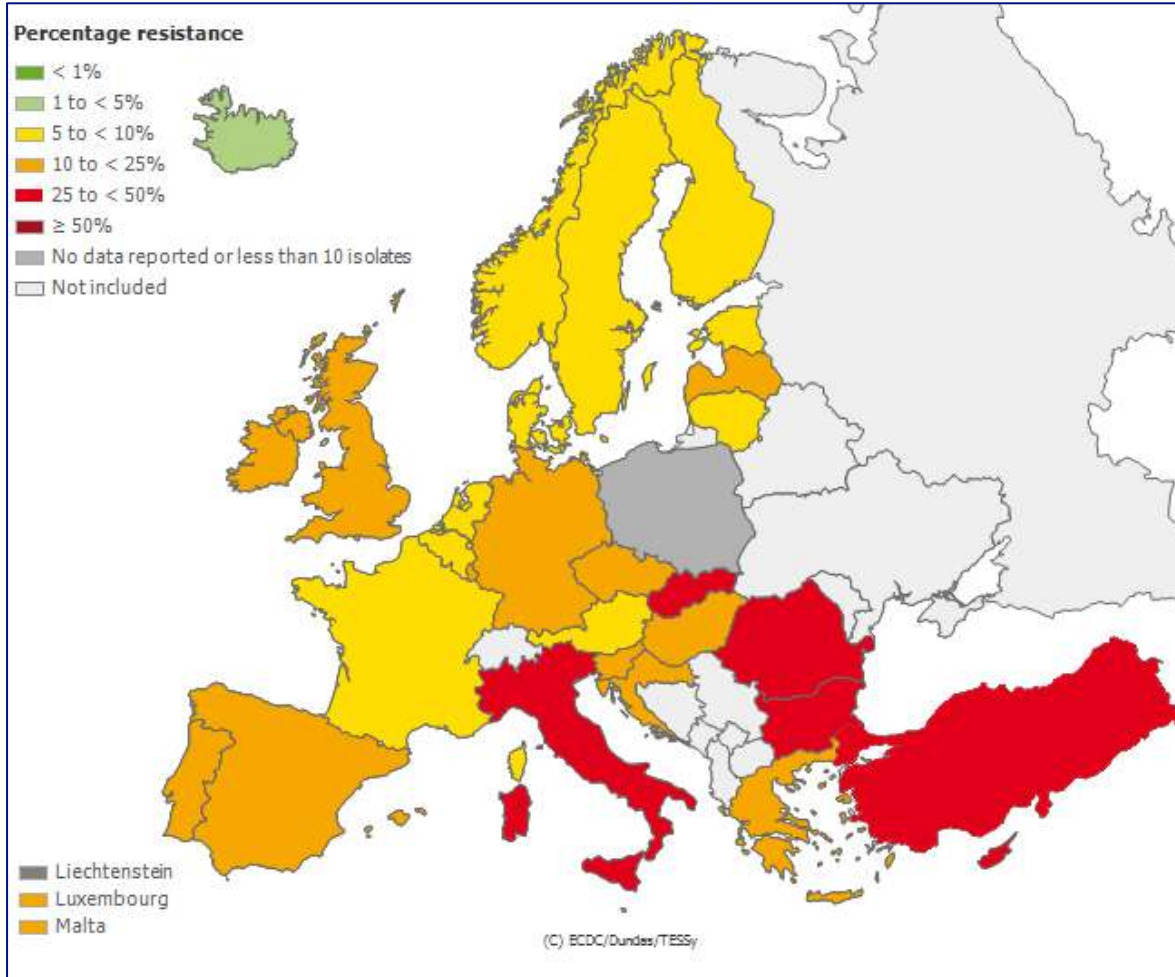 Percentage resistance
< 1%
1 to < 5%
5 to < 10%
10 to < 25%
25 to < 50%
≥ 50%
No data reported or less than 10 isolates
Not included
Liechtenstein
Luxembourg
Malta
(C) ECDC/Dundas/TESSy